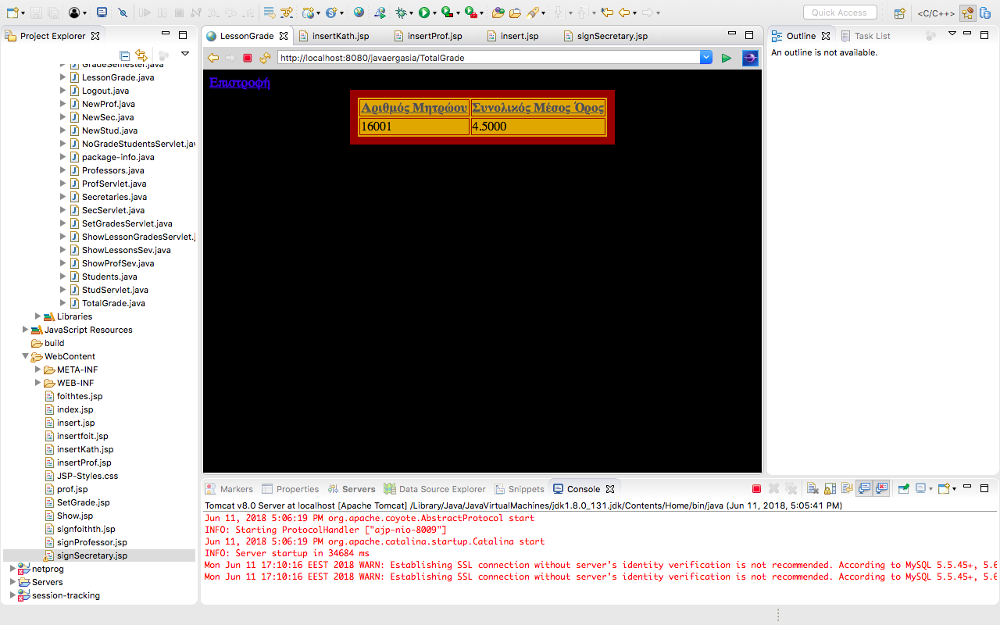 Quick Access
<C/C++>
Project Explorer
LessonGrade
insertKath.jsp
insertProf.jsp
insert.jsp
signSecretary.jsp
Outline
Task List
http://localhost:8080/javaergasia/TotalGrade
An outline is not available.
GradeSemester.java
LessonGrade.java
Logout.java
NewProf.java
NewSec.java
NewStud.java
NoGradeStudentsServlet.jav
package-info.java
Professors.java
ProfServlet.java
Secretaries.java
SecServlet.java
SetGradesServlet.java
ShowLessonGradesServlet.j
ShowLessonsSev.java
ShowProfSev.java
Students.java
StudServlet.java
TotalGrade.java
Libraries
JavaScript Resources
build
WebContent
META-INF
WEB-INF
foithtes.jsp
index.jsp
insert.jsp
insertfoit.jsp
insertKath.jsp
insertProf.jsp
JSP-Styles.css
prof.jsp
SetGrade.jsp
Show.jsp
signfoithth.jsp
signProfessor.jsp
signSecretary.jsp
netprog
Servers
session-tracking
Επιστροφή
Αριθμός Μητρώου Συνολικός Μέσος Όρος
16001 4.5000
Markers
Properties
Servers
Data Source Explorer
Snippets
Console
Tomcat v8.0 Server at localhost [Apache Tomcat] /Library/Java/JavaVirtualMachines/jdk1.8.0_131.jdk/Contents/Home/bin/java (Jun 11, 2018, 5:05:41 PM)
Jun 11, 2018 5:06:19 PM org.apache.coyote.AbstractProtocol start
INFO: Starting ProtocolHandler ["ajp-nio-8009"]
Jun 11, 2018 5:06:19 PM org.apache.catalina.startup.Catalina start
INFO: Server startup in 34684 ms
Mon Jun 11 17:10:16 EEST 2018 WARN: Establishing SSL connection without server's identity verification is not recommended. According to MySQL 5.5.45+, 5.6
Mon Jun 11 17:10:16 EEST 2018 WARN: Establishing SSL connection without server's identity verification is not recommended. According to MySQL 5.5.45+, 5.6